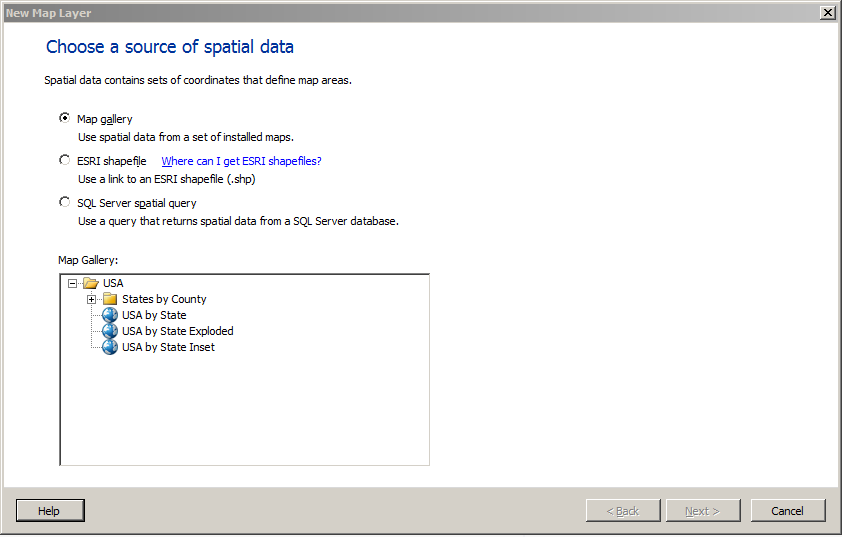 New Map Layer
Choose a source of spatial data
Spatial data contains sets of coordinates that define map areas.
Map gallery
Use spatial data from a set of installed maps.
ESRI shapefile Where can I get ESRI shapefiles?
Use a link to an ESRI shapefile (.shp)
SQL Server spatial query
Use a query that returns spatial data from a SQL Server database.
Map Gallery:
USA
States by County
USA by State
USA by State Exploded
USA by State Inset
Help < Back Next > Cancel